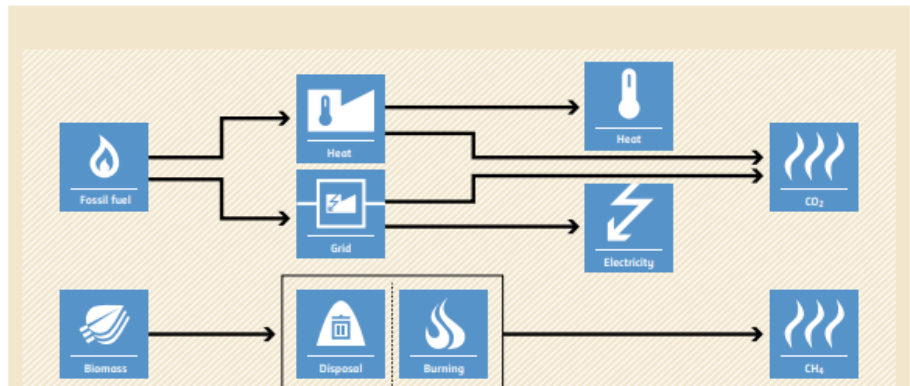 Heat
Heat
Fossil fuel
CO₂
Grid
Electricity
Biomass
Disposal
Burning
CH₄